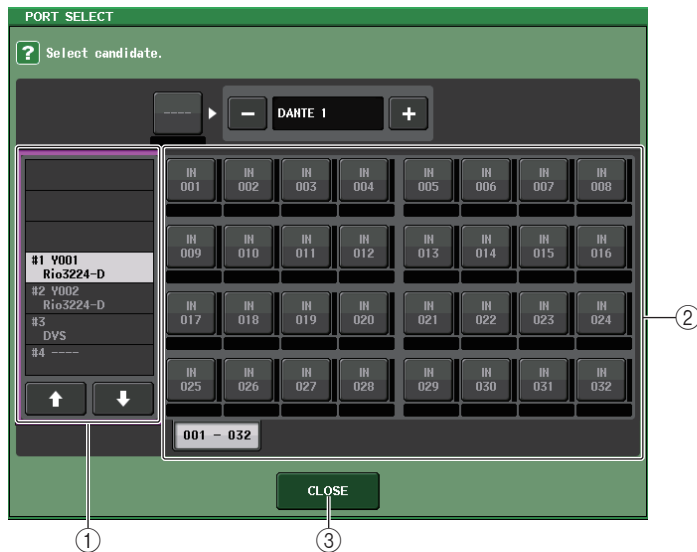 PORT SELECT
? Select candidate.
---- DANTE 1
#1 Y001
Rio3224-D
#2 Y002
Rio3224-D
#3
DVS
#4 ----
IN 001 IN 002 IN 003 IN 004 IN 005 IN 006 IN 007 IN 008
IN 009 IN 010 IN 011 IN 012 IN 013 IN 014 IN 015 IN 016
IN 017 IN 018 IN 019 IN 020 IN 021 IN 022 IN 023 IN 024
IN 025 IN 026 IN 027 IN 028 IN 029 IN 030 IN 031 IN 032
②
001 - 032
CLOSE
① ③